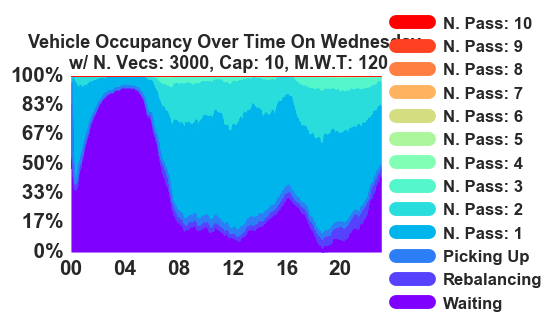 Vehicle Occupancy Over Time On Wednesday
w/ N. Vecs: 3000, Cap: 10, M.W.T: 120
100%
83%
67%
50%
33%
17%
0%
00 04 08 12 16 20
N. Pass: 10
N. Pass: 9
N. Pass: 8
N. Pass: 7
N. Pass: 6
N. Pass: 5
N. Pass: 4
N. Pass: 3
N. Pass: 2
N. Pass: 1
Picking Up
Rebalancing
Waiting